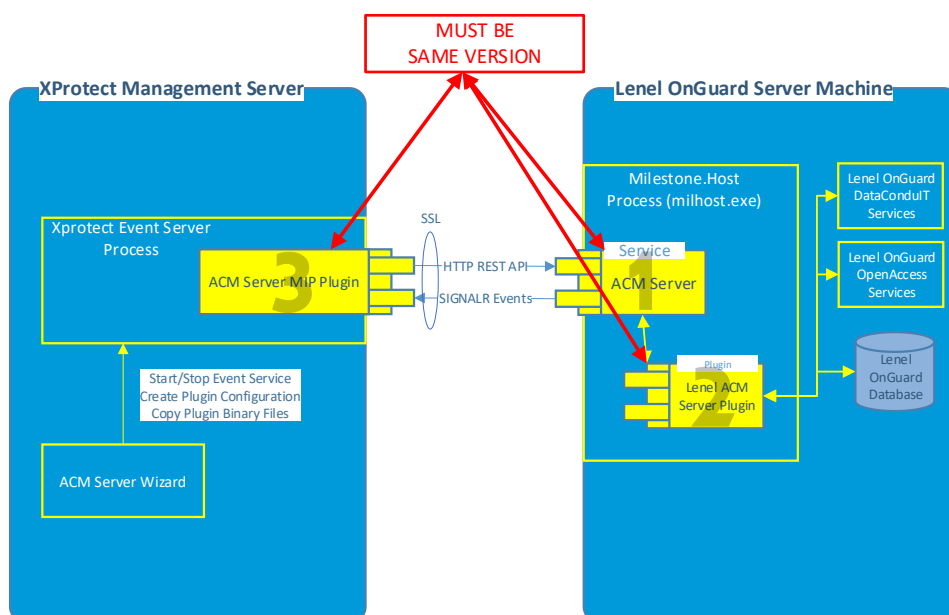 MUST BE
SAME VERSION
XProtect Management Server
Lenel OnGuard Server Machine
Xprotect Event Server
Process
3
ACM Server MIP Plugin
SSL
HTTP REST API
SIGNALR Events
Milestone.Host
Process (milhost.exe)
Service
1
ACM Server
Plugin
2
Lenel ACM
Server Plugin
Lenel OnGuard
DataConduIT
Services
Lenel OnGuard
OpenAccess
Services
Lenel
OnGuard
Database
Start/Stop Event Service
Create Plugin Configuration
Copy Plugin Binary Files
ACM Server Wizard